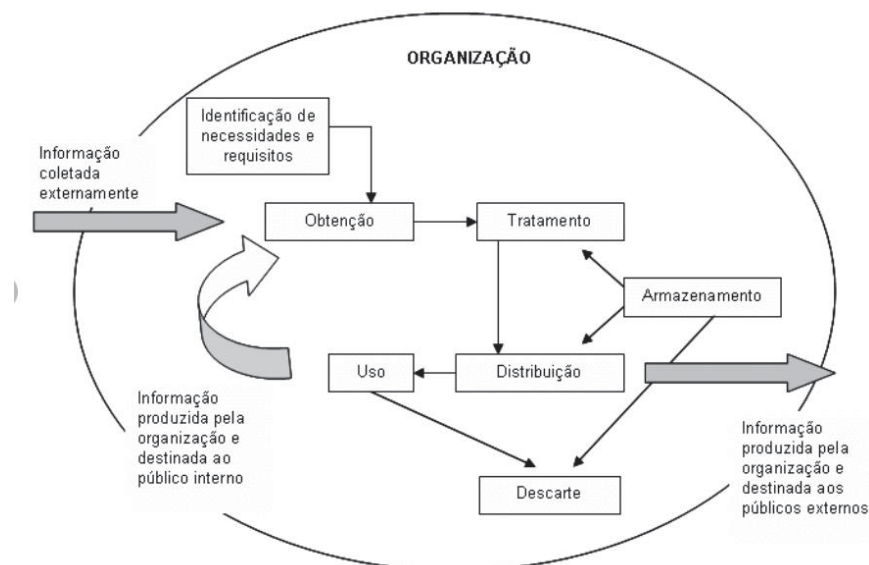 ORGANIZAÇÃO
Identificação de
necessidades e
requisitos
Informação
coletada
externamente
Obtenção
Tratamento
Armazenamento
Uso
Distribuição
Informação
produzida pela
organização e
destinada ao
público interno
Informação
produzida pela
organização e
destinada aos
públicos externos
Descarte